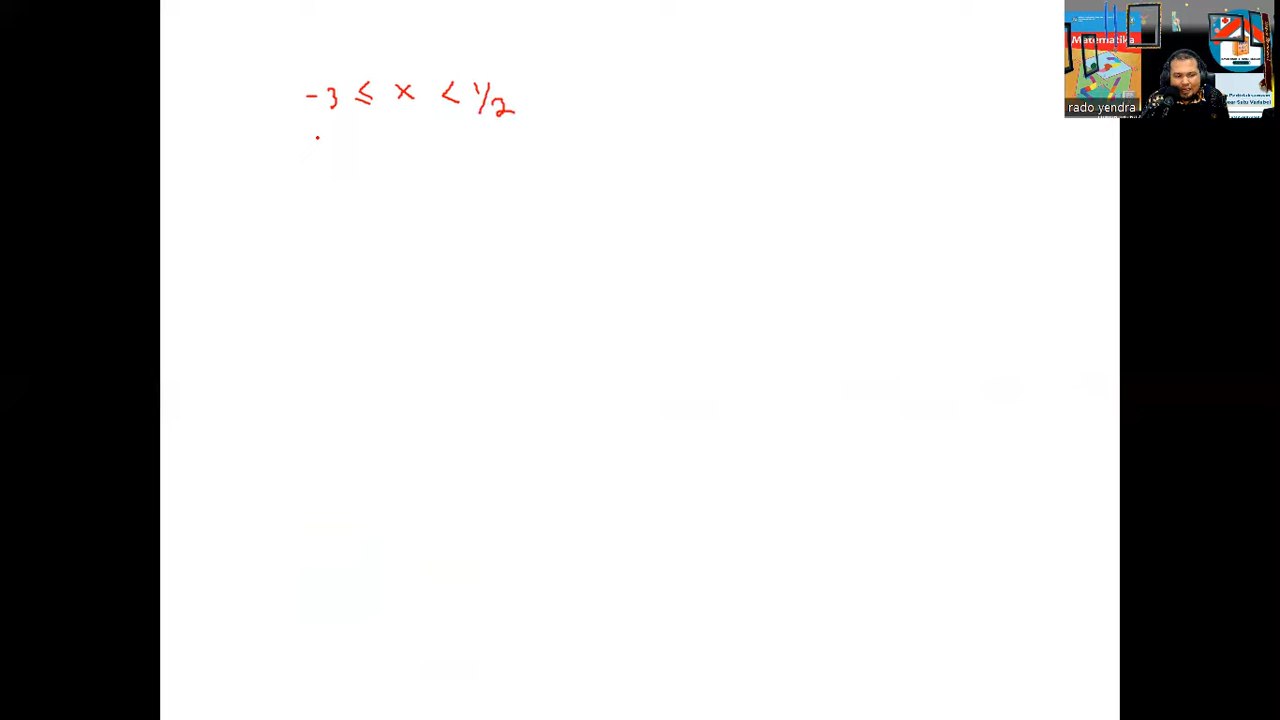 -3 ≤ x < 1/2
Matematika
rado yendra